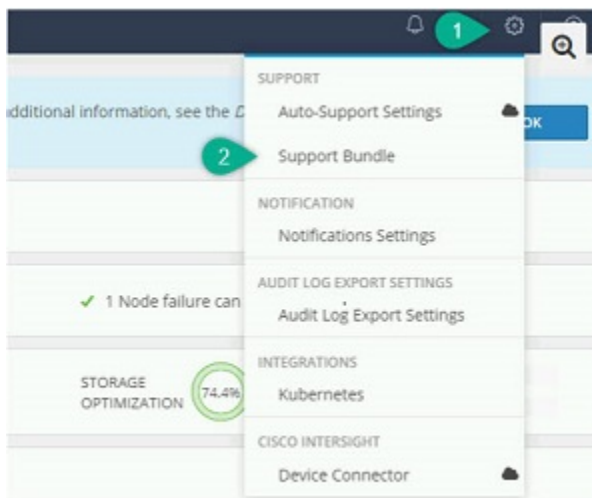 1
SUPPORT
additional information, see the D
Auto-Support Settings
OK
2
Support Bundle
NOTIFICATION
Notifications Settings
AUDIT LOG EXPORT SETTINGS
✓ 1 Node failure can
Audit Log Export Settings
INTEGRATIONS
STORAGE
OPTIMIZATION
74.4%
Kubernetes
CISCO INTERSIGHT
Device Connector